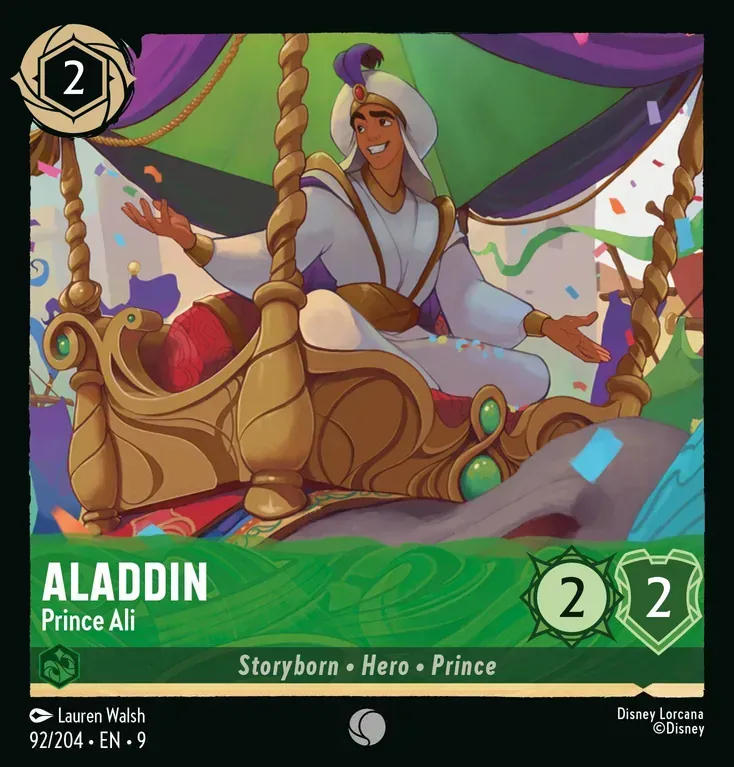 2
ALADDIN
Prince Ali
2 2
Storyborn • Hero • Prince
Lauren Walsh
92/204 • EN • 9
Disney Lorcana
©Disney